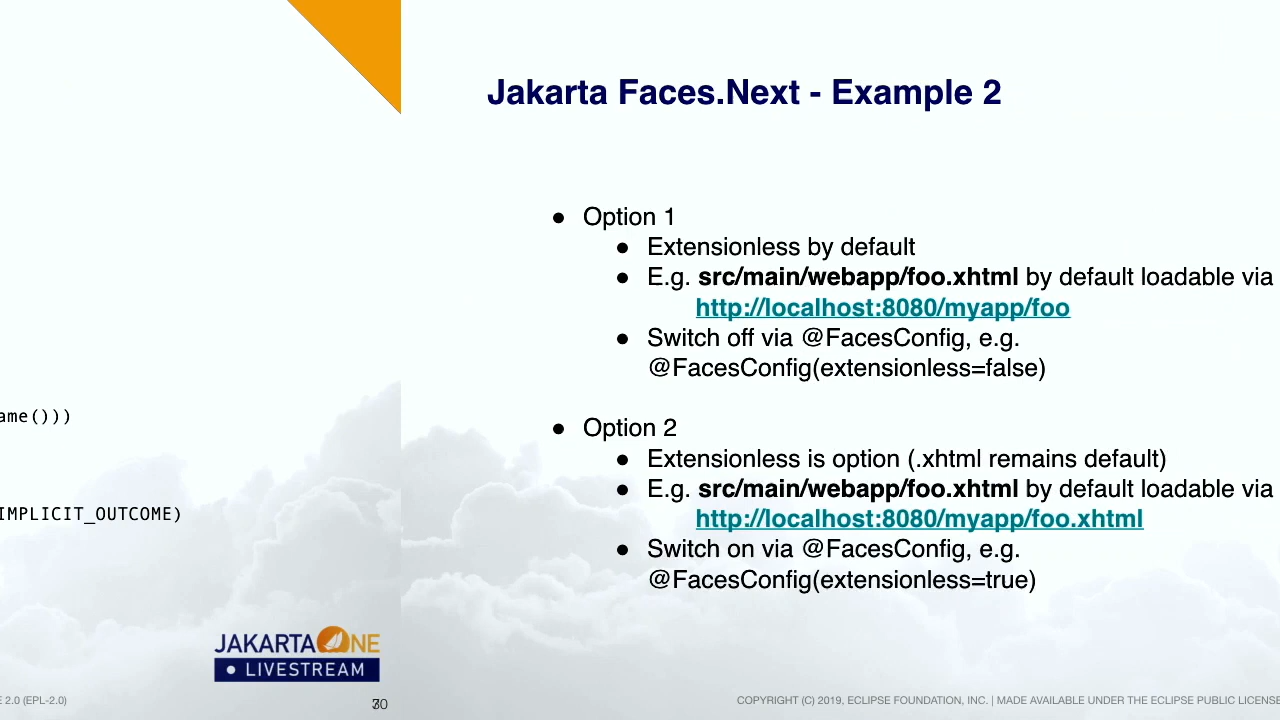 Jakarta Faces.Next - Example 2
● Option 1
● Extensionless by default
● E.g. src/main/webapp/foo.xhtml by default loadable via
http://localhost:8080/myapp/foo
● Switch off via @FacesConfig, e.g.
@FacesConfig(extensionless=false)
● Option 2
● Extensionless is option (.xhtml remains default)
● E.g. src/main/webapp/foo.xhtml by default loadable via
http://localhost:8080/myapp/foo.xhtml
● Switch on via @FacesConfig, e.g.
@FacesConfig(extensionless=true)
ame()))
IMPLICIT_OUTCOME)
JAKARTAONE
LIVESTREAM
2.0 (EPL-2.0)
COPYRIGHT (C) 2019, ECLIPSE FOUNDATION, INC. | MADE AVAILABLE UNDER THE ECLIPSE PUBLIC LICENSE